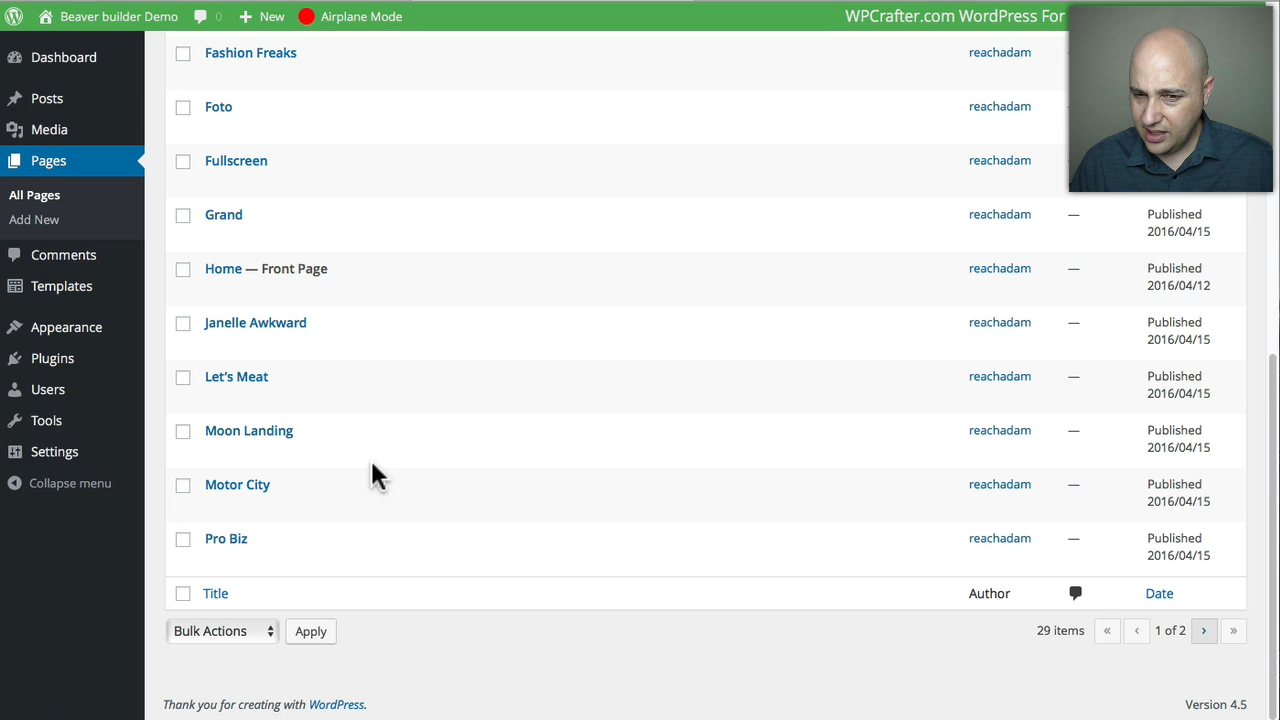 Beaver builder Demo 0 New Airplane Mode WPCrafter.com WordPress For
Dashboard
Posts
Media
Pages
All Pages
Add New
Comments
Templates
Appearance
Plugins
Users
Tools
Settings
Collapse menu
Fashion Freaks reachadam
Foto reachadam
Fullscreen reachadam
Grand reachadam — Published
2016/04/15
Home — Front Page reachadam — Published
2016/04/12
Janelle Awkward reachadam — Published
2016/04/15
Let's Meat reachadam — Published
2016/04/15
Moon Landing reachadam — Published
2016/04/15
Motor City reachadam — Published
2016/04/15
Pro Biz reachadam — Published
2016/04/15
Title Author Date
Bulk Actions Apply 29 items « ‹ 1 of 2 › »
Thank you for creating with WordPress. Version 4.5